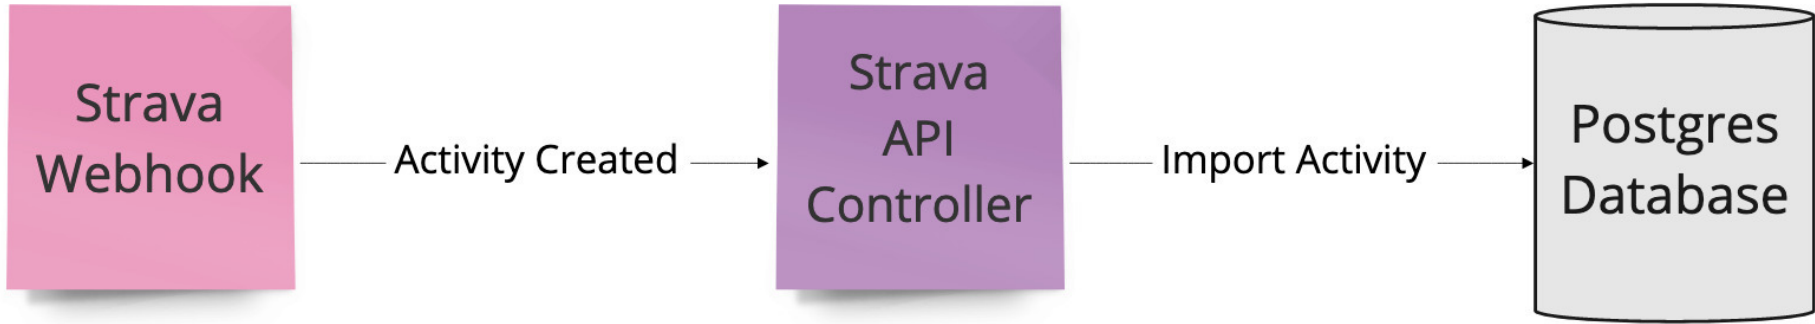 Strava
Webhook
Activity Created
Strava
API
Controller
Import Activity
Postgres
Database